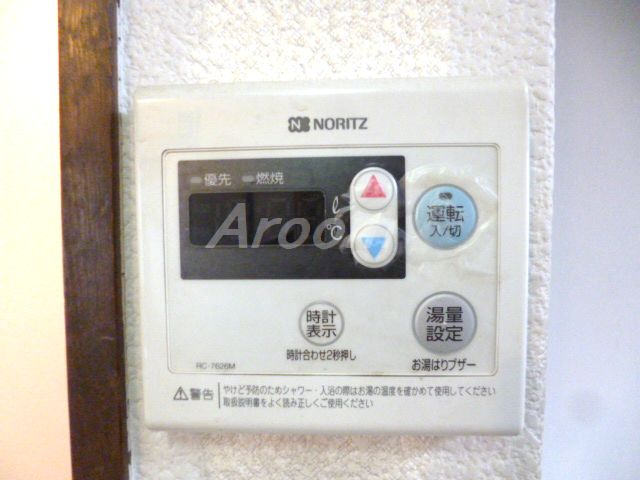 NORITZ
優先 燃焼
ℓ
℃
運転
入/切
時計
表示
時計合わせ2秒押し
湯量
設定
お湯はりブザー
RC-7626M
警告
やけど予防のためシャワー・入浴の際はお湯の温度を確かめて使用してください
取扱説明書をよく読み正しくご使用ください